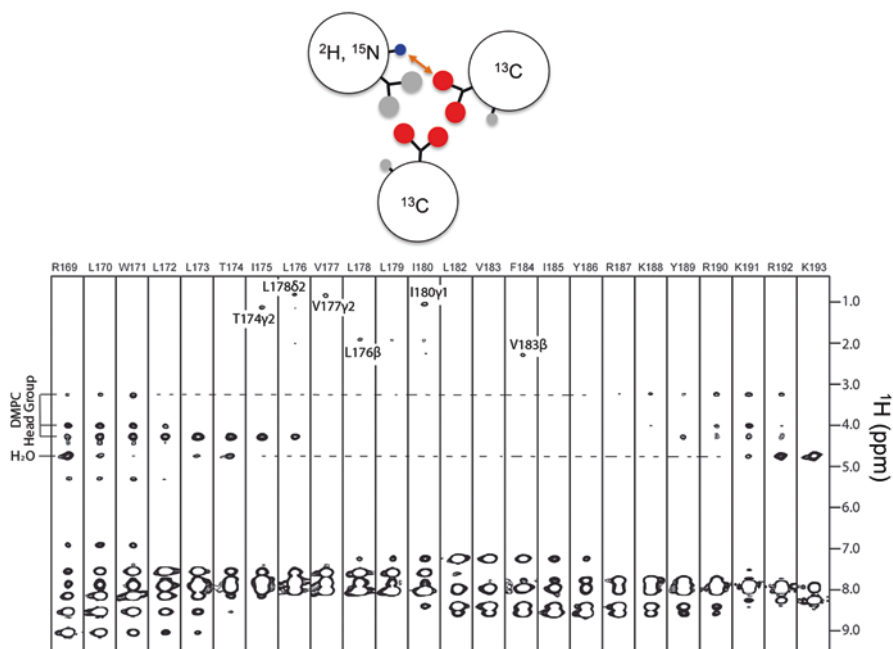 ²H, ¹⁵N
¹³C
¹³C
R169 L170 W171 L172 L173 T174 I175 L176 V177 L178 L179 I180 L182 V183 F184 I185 Y186 R187 K188 Y189 R190 K191 R192 K193
L178δ2
I180γ1
V177γ2
T174γ2
L176β
V183β
DMPC
Head Group
H₂O
1.0
2.0
3.0
4.0
5.0
6.0
7.0
8.0
9.0
¹H (ppm)